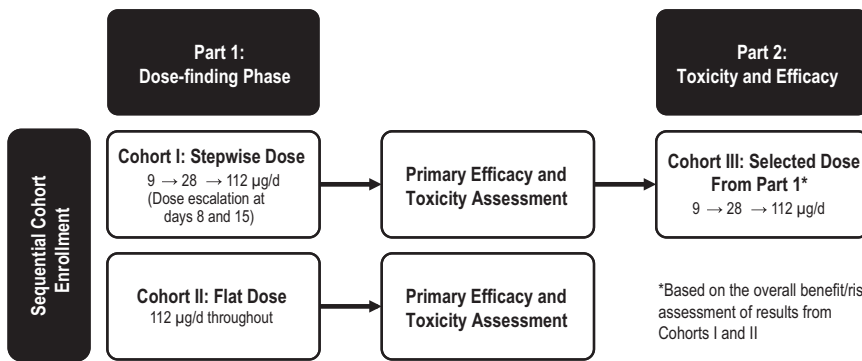 Part 1:
Dose-finding Phase
Part 2:
Toxicity and Efficacy
Sequential Cohort
Enrollment
Cohort I: Stepwise Dose
9 → 28 → 112 µg/d
(Dose escalation at
days 8 and 15)
Primary Efficacy and
Toxicity Assessment
Cohort III: Selected Dose
From Part 1*
9 → 28 → 112 µg/d
Cohort II: Flat Dose
112 µg/d throughout
Primary Efficacy and
Toxicity Assessment
*Based on the overall benefit/ris
assessment of results from
Cohorts I and II